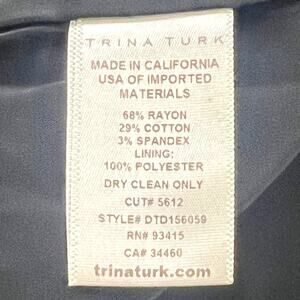 TRINA TURK
MADE IN CALIFORNIA
USA OF IMPORTED
MATERIALS
68% RAYON
29% COTTON
3% SPANDEX
LINING:
100% POLYESTER
DRY CLEAN ONLY
CUT# 5612
STYLE# DTD156059
RN# 93415
CA# 34460
trinaturk.com